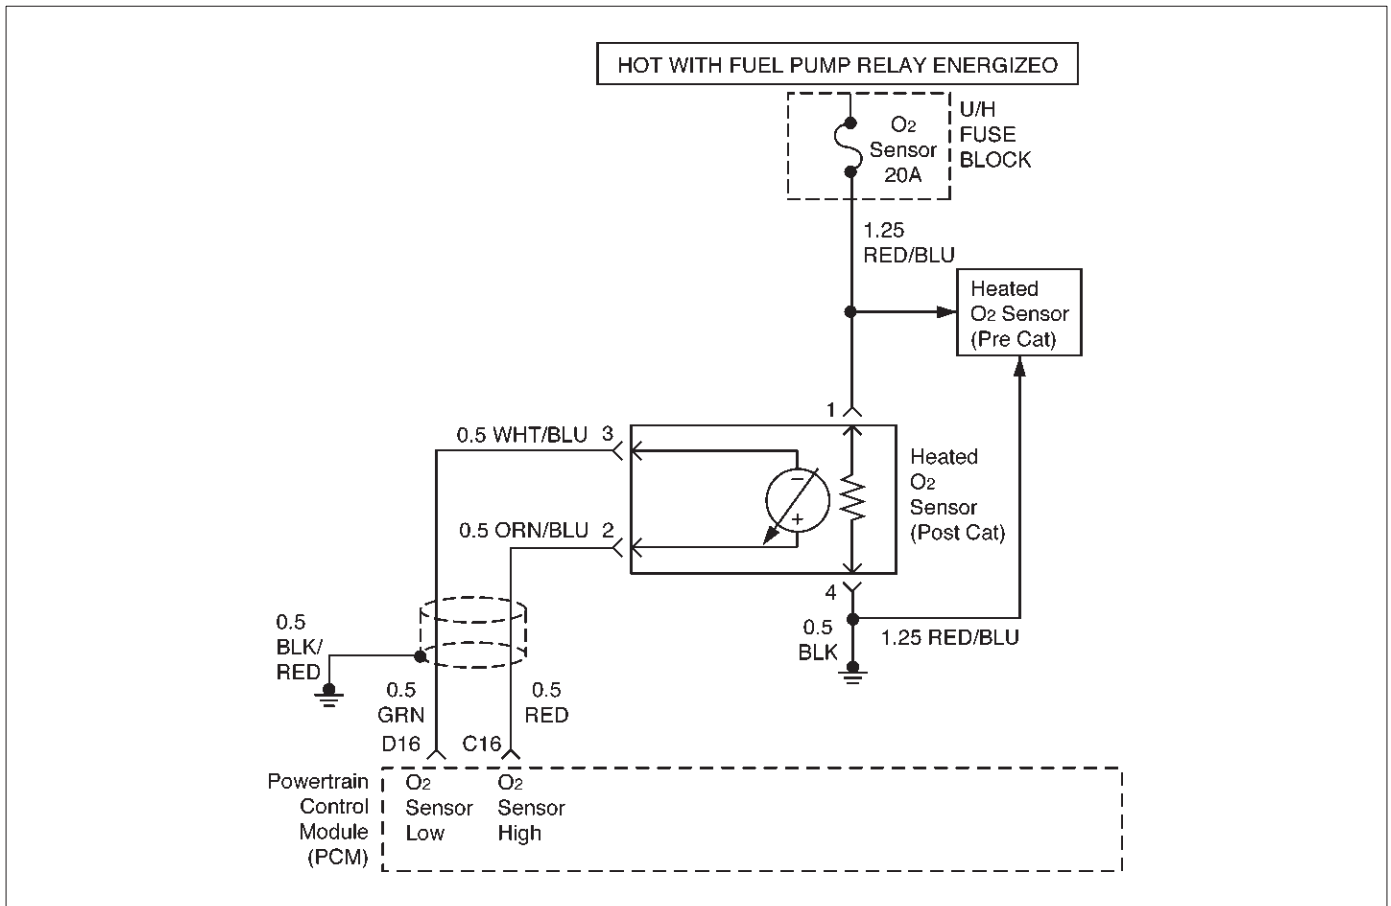 HOT WITH FUEL PUMP RELAY ENERGIZEO
O2
Sensor
20A
U/H
FUSE
BLOCK
1.25
RED/BLU
Heated
O2 Sensor
(Pre Cat)
1
0.5 WHT/BLU 3
0.5 ORN/BLU 2
−
+
Heated
O2
Sensor
(Post Cat)
4
0.5
BLK
1.25 RED/BLU
0.5
BLK/
RED
0.5
GRN
0.5
RED
D16
C16
Powertrain
Control
Module
(PCM)
O2
Sensor
Low
O2
Sensor
High